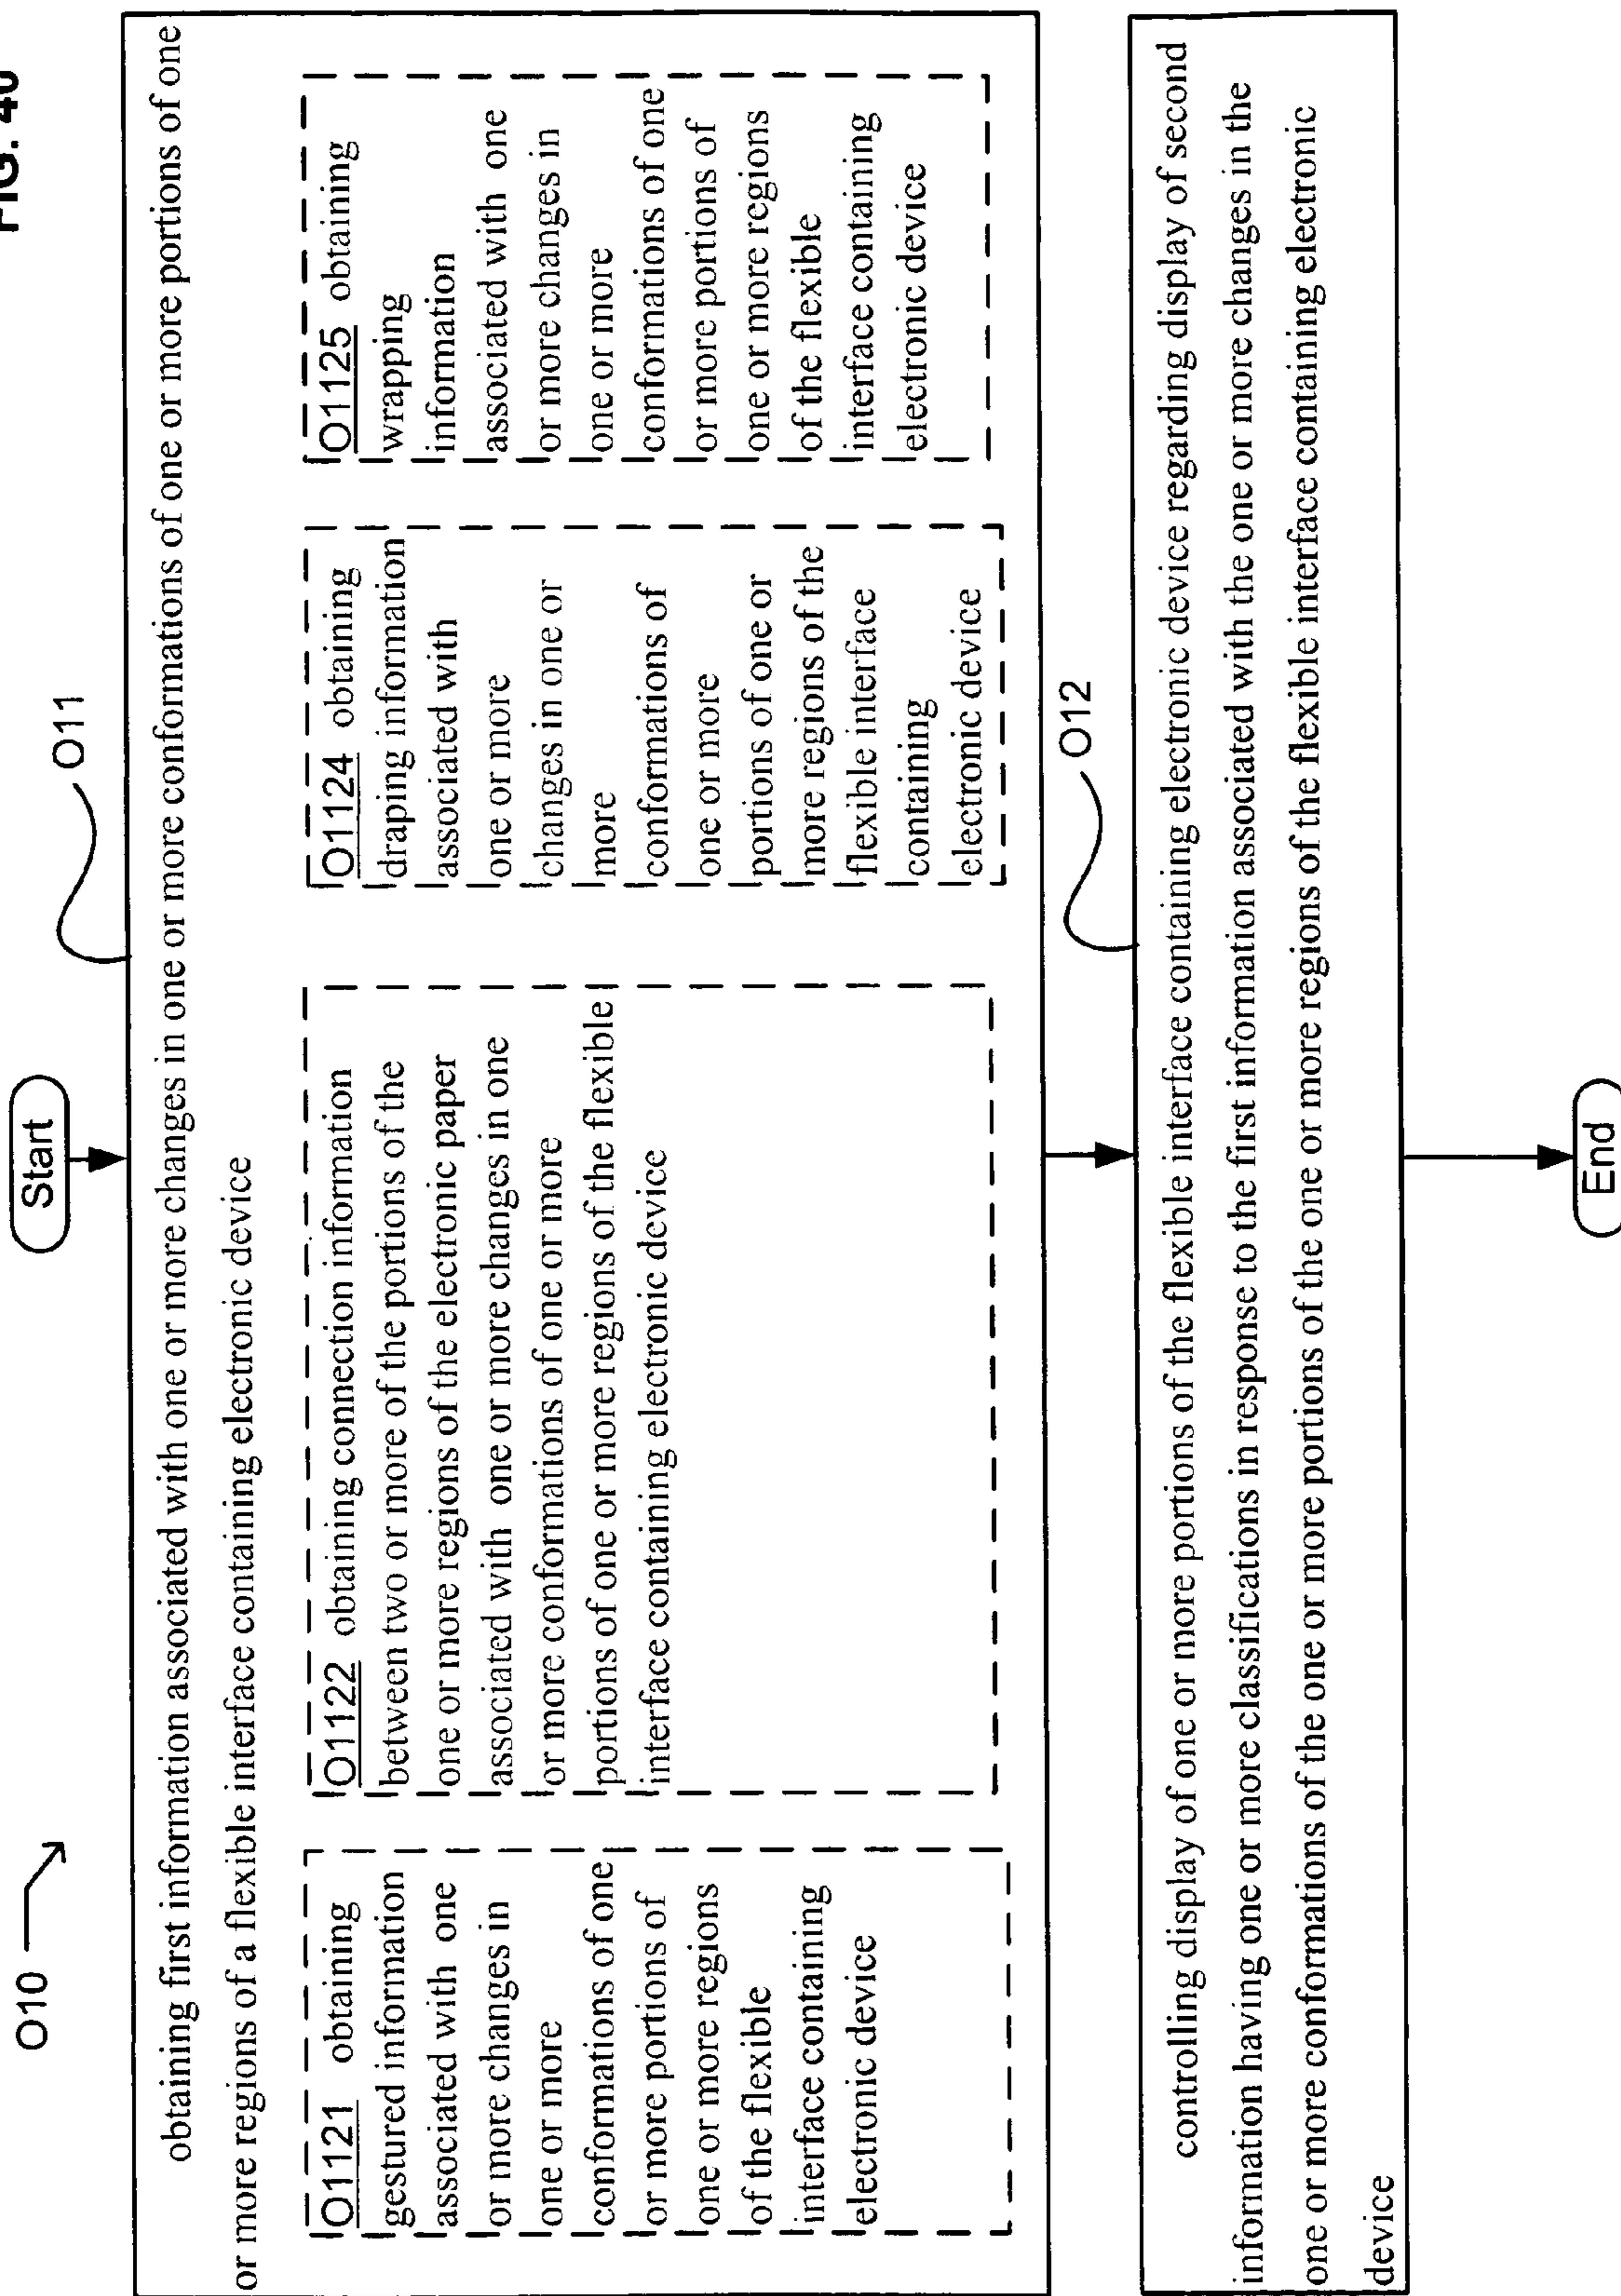 FIG. 40
O10
Start
O11
obtaining first information associated with one or more changes in one or more conformations of one or more portions of one
or more regions of a flexible interface containing electronic device
O1121 obtaining
gestured information
associated with one
or more changes in
one or more
conformations of one
or more portions of
one or more regions
of the flexible
interface containing
electronic device
O1122 obtaining connection information
between two or more of the portions of the
one or more regions of the electronic paper
associated with one or more changes in one
or more conformations of one or more
portions of one or more regions of the flexible
interface containing electronic device
O1124 obtaining
draping information
associated with
one or more
changes in one or
more
conformations of
one or more
portions of one or
more regions of the
flexible interface
containing
electronic device
O1125 obtaining
wrapping
information
associated with one
or more changes in
one or more
conformations of one
or more portions of
one or more regions
of the flexible
interface containing
electronic device
O12
controlling display of one or more portions of the flexible interface containing electronic device regarding display of second
information having one or more classifications in response to the first information associated with the one or more changes in the
one or more conformations of the one or more portions of the one or more regions of the flexible interface containing electronic
device
End